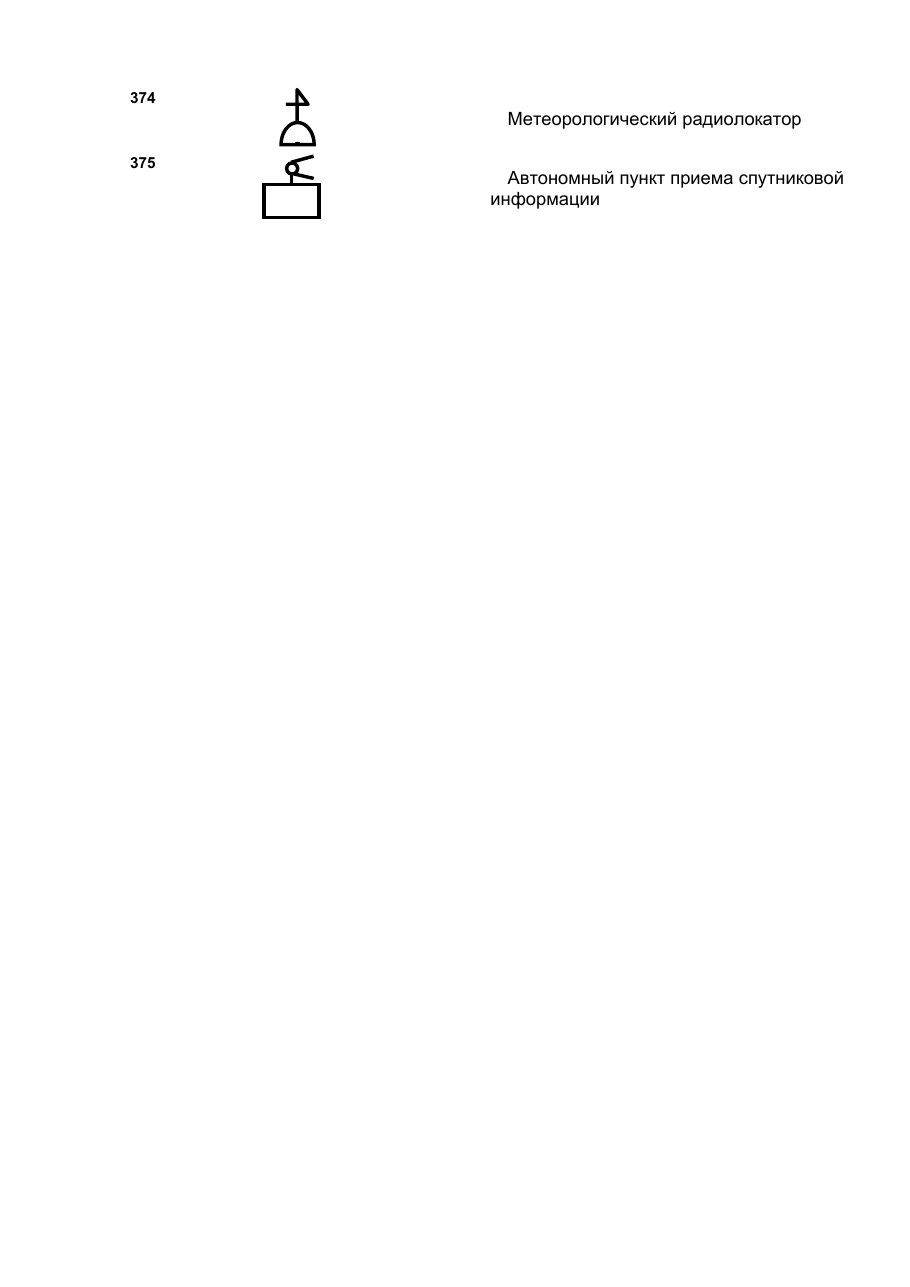 374
Метеорологический радиолокатор
375
Автономный пункт приема спутниковой
информации